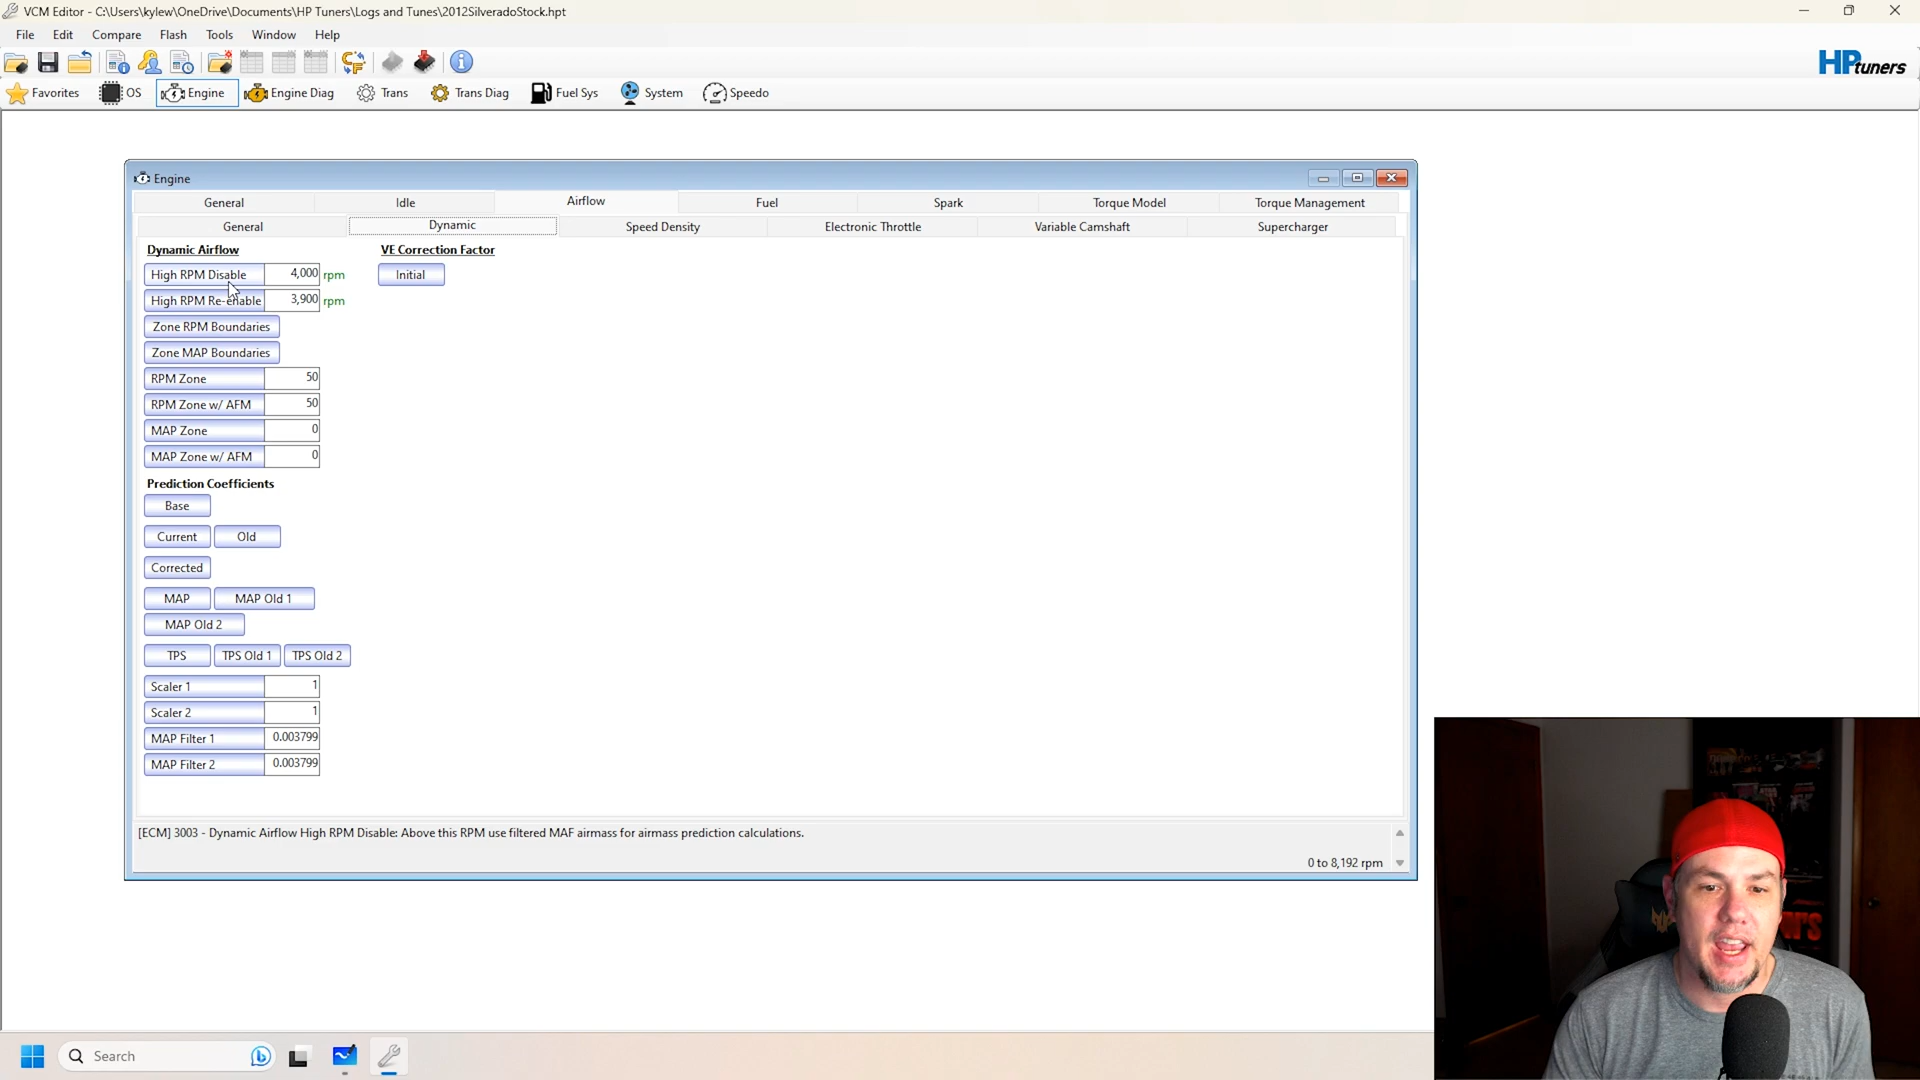 VCM Editor - C:\Users\kylew\OneDrive\Documents\HP Tuners\Logs and Tunes\2012SilveradoStock.hpt
File Edit Compare Flash Tools Window Help
HPtuners
Favorites OS Engine Engine Diag Trans Trans Diag Fuel Sys System Speedo
Engine
General Idle Airflow Fuel Spark Torque Model Torque Management
General Dynamic Speed Density Electronic Throttle Variable Camshaft Supercharger
Dynamic Airflow VE Correction Factor
High RPM Disable 4,000 rpm Initial
High RPM Re-enable 3,900 rpm
Zone RPM Boundaries
Zone MAP Boundaries
RPM Zone 50
RPM Zone w/ AFM 50
MAP Zone 0
MAP Zone w/ AFM 0
Prediction Coefficients
Base
Current Old
Corrected
MAP MAP Old 1
MAP Old 2
TPS TPS Old 1 TPS Old 2
Scaler 1 1
Scaler 2 1
MAP Filter 1 0.003799
MAP Filter 2 0.003799
[ECM] 3003 - Dynamic Airflow High RPM Disable: Above this RPM use filtered MAF airmass for airmass prediction calculations.
0 to 8,192 rpm
Search